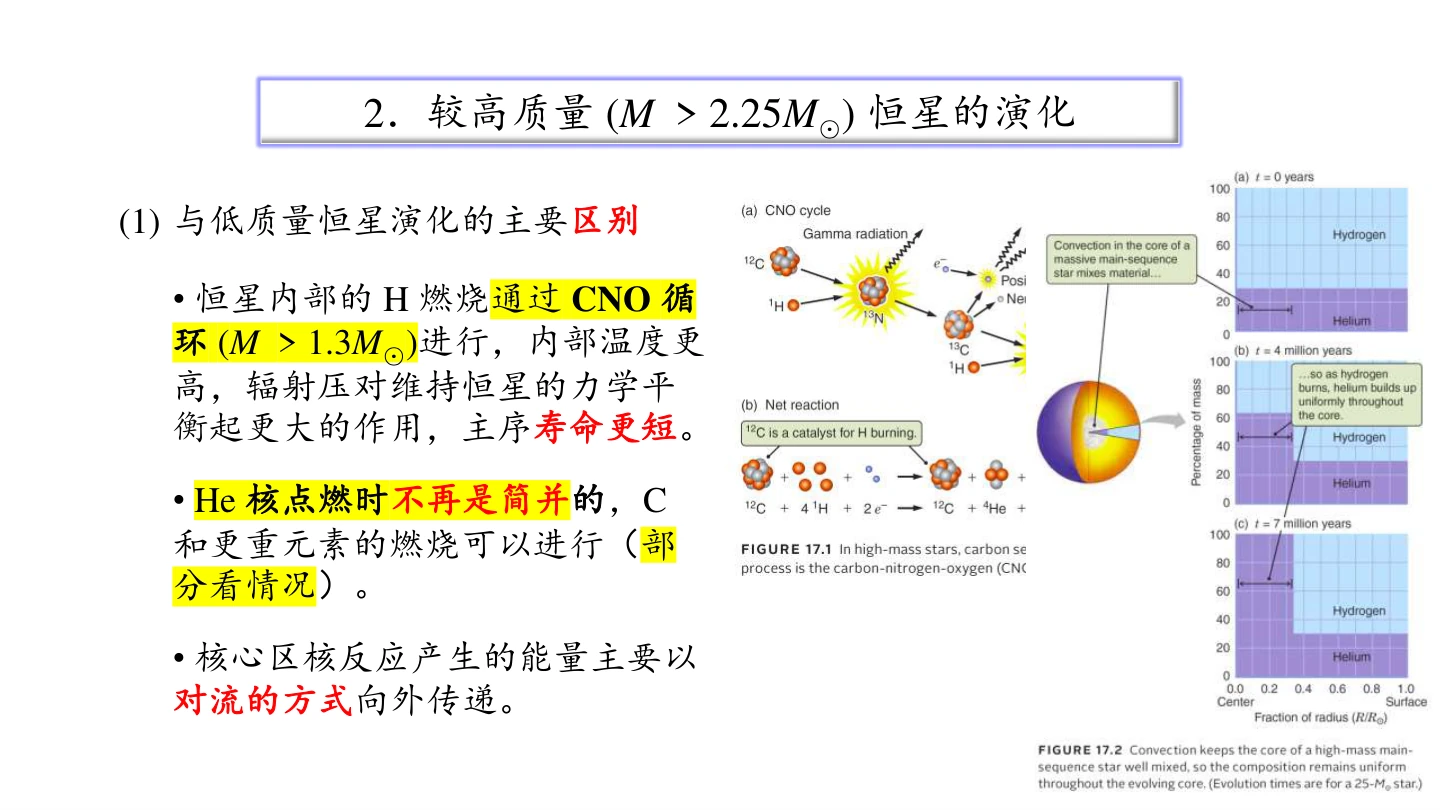 2. 较高质量 (M > 2.25M☉) 恒星的演化
(1) 与低质量恒星演化的主要区别
• 恒星内部的 H 燃烧通过 CNO 循
环 (M > 1.3M☉)进行，内部温度更
高，辐射压对维持恒星的力学平
衡起更大的作用，主序寿命更短。
• He 核点燃时不再是简并的，C
和更重元素的燃烧可以进行（部
分看情况）。
• 核心区核反应产生的能量主要以
对流的方式向外传递。
(a) CNO cycle
Gamma radiation
¹²C
¹H
¹³N
e⁻
Posi
Neu
¹³C
¹H
(b) Net reaction
¹²C is a catalyst for H burning.
+ + + +
¹²C + 4 ¹H + 2 e⁻ → ¹²C + ⁴He +
FIGURE 17.1 In high-mass stars, carbon se
process is the carbon-nitrogen-oxygen (CNO
Convection in the core of a
massive main-sequence
star mixes material…
(a) t = 0 years
100
80
60
40
20
0
Hydrogen
Helium
(b) t = 4 million years
100
80
60
40
20
0
…so as hydrogen
burns, helium builds up
uniformly throughout
the core.
Hydrogen
Helium
Percentage of mass
(c) t = 7 million years
100
80
60
40
20
0
Hydrogen
Helium
0.0 0.2 0.4 0.6 0.8 1.0
Center Surface
Fraction of radius (R/R☉)
FIGURE 17.2 Convection keeps the core of a high-mass main-
sequence star well mixed, so the composition remains uniform
throughout the evolving core. (Evolution times are for a 25-M☉ star.)